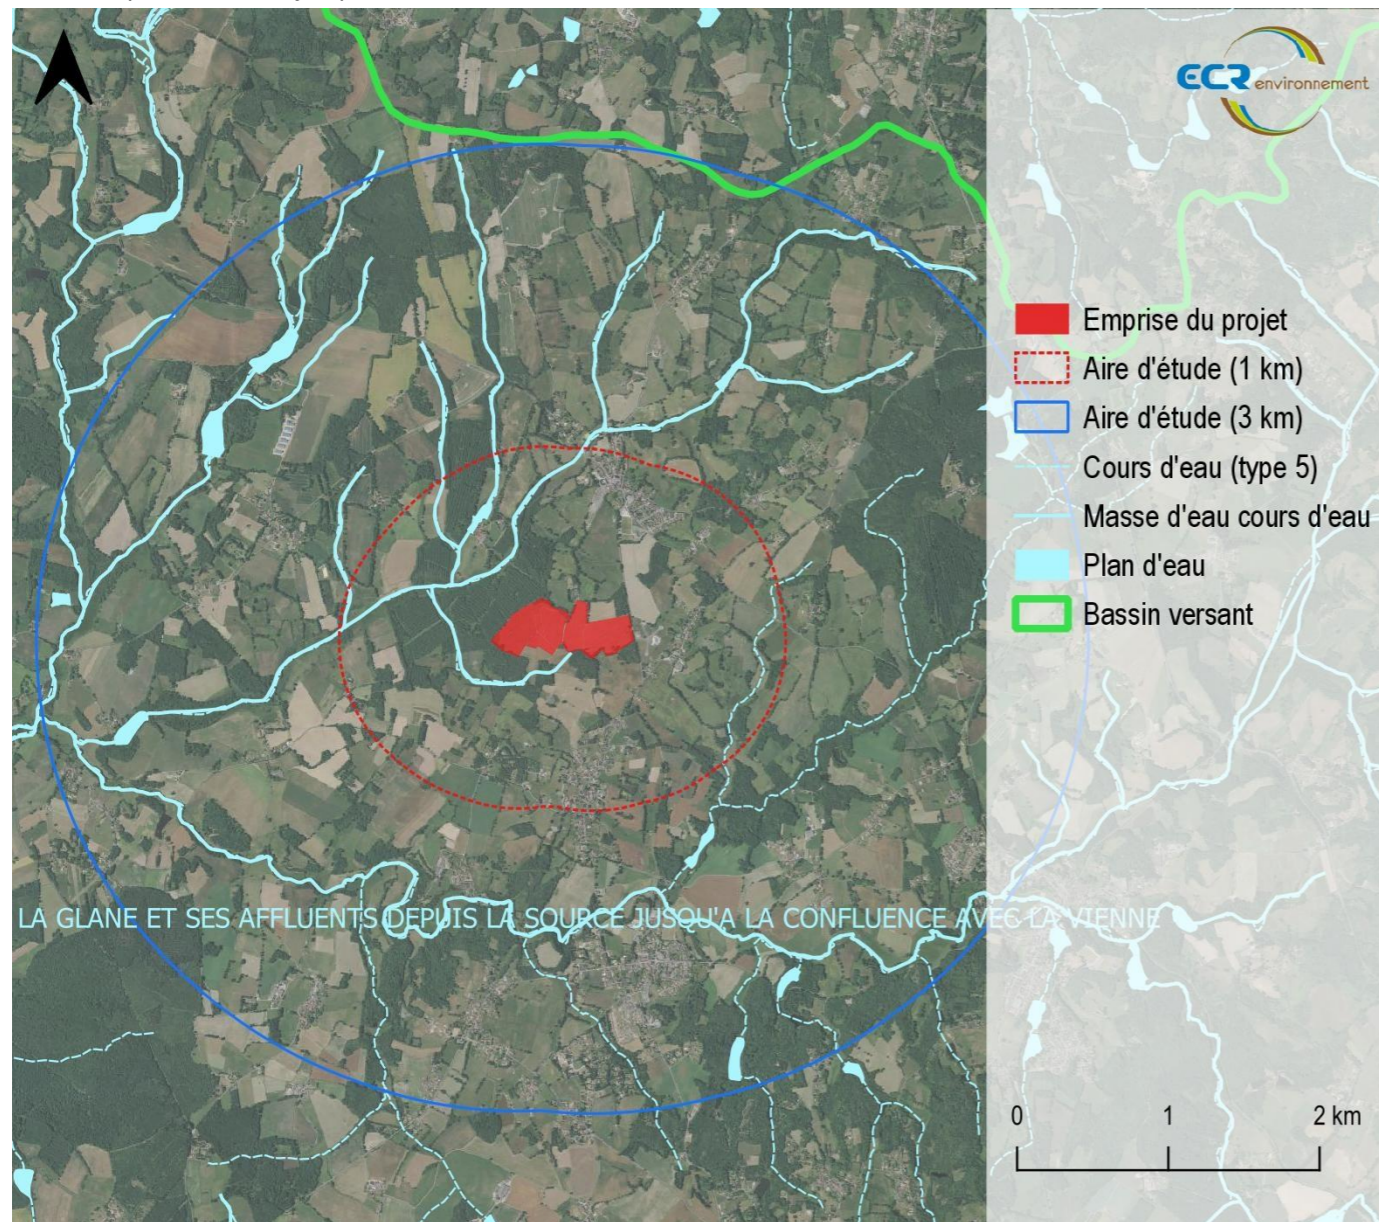 ECR environnement
Emprise du projet
Aire d'étude (1 km)
Aire d'étude (3 km)
Cours d'eau (type 5)
Masse d'eau cours d'eau
Plan d'eau
Bassin versant
LA GLANE ET SES AFFLUENTS DEPUIS LA SOURCE JUSQU'A LA CONFLUENCE AVEC LA VIENNE
0 1 2 km